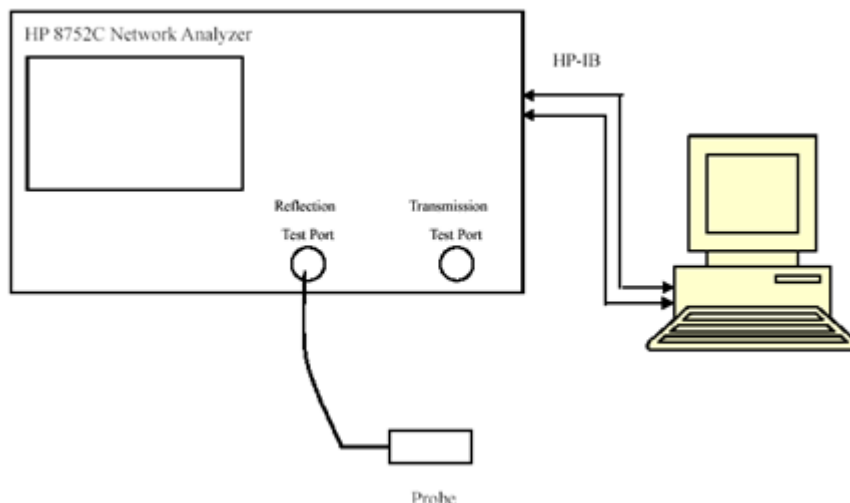 HP 8752C Network Analyzer
HP-IB
Reflection
Test Port
Transmission
Test Port
Probe